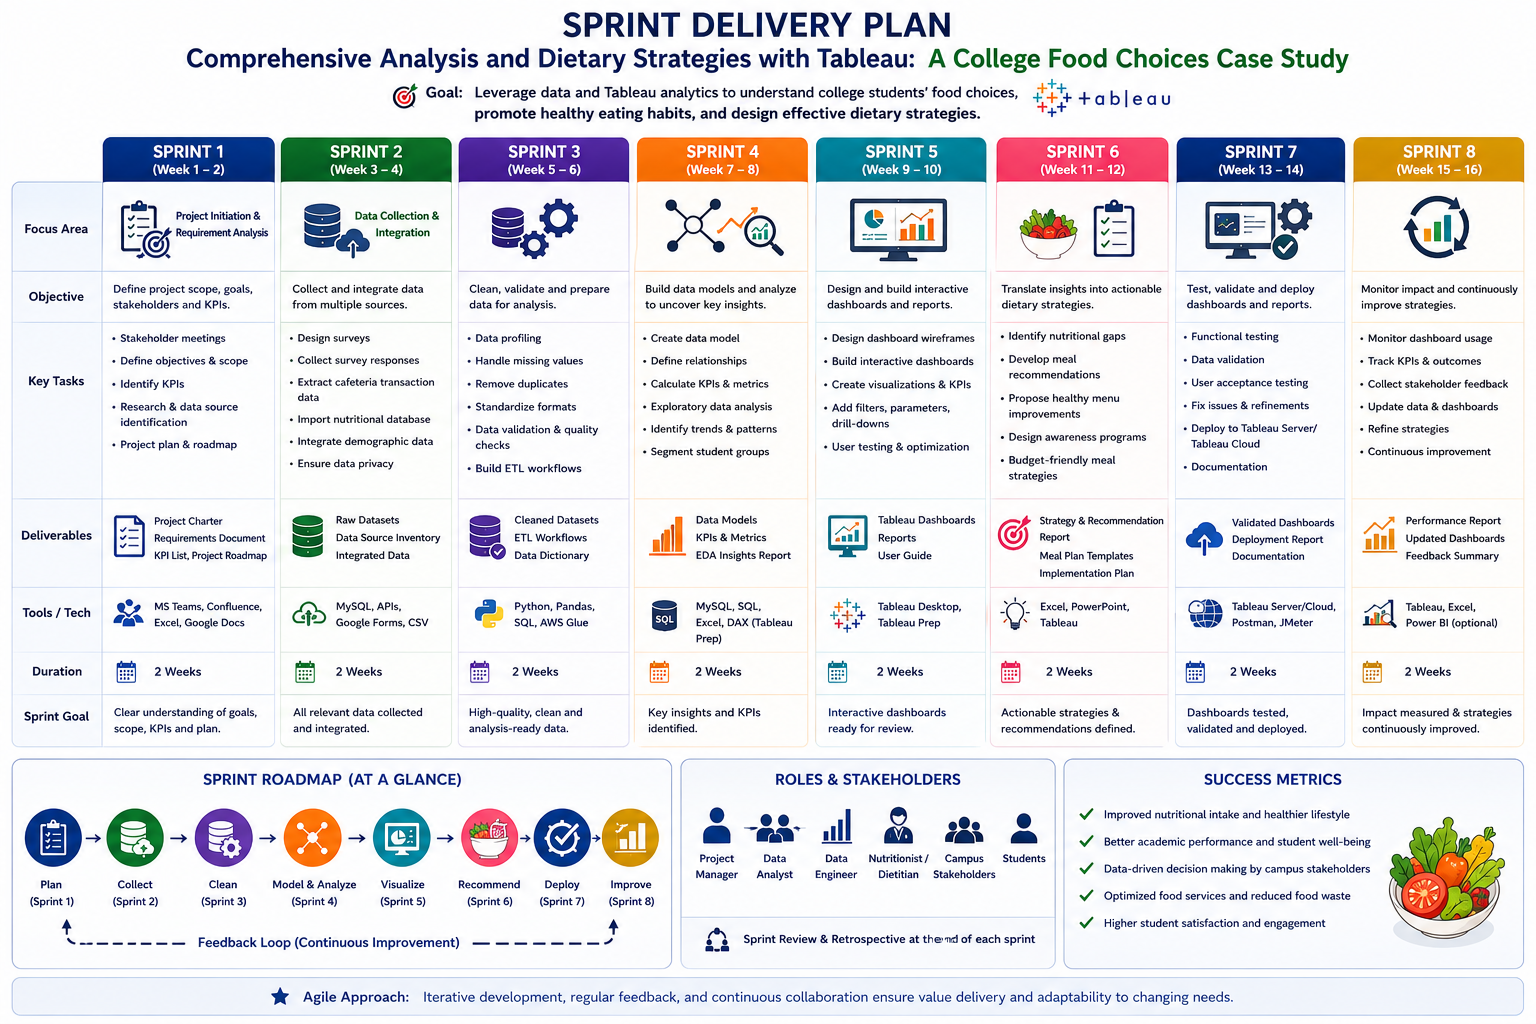 SPRINT DELIVERY PLAN
Comprehensive Analysis and Dietary Strategies with Tableau: A College Food Choices Case Study
Goal: Leverage data and Tableau analytics to understand college students' food choices,
promote healthy eating habits, and design effective dietary strategies.
+ableau
SPRINT 1
(Week 1 – 2)
SPRINT 2
(Week 3 – 4)
SPRINT 3
(Week 5 – 6)
SPRINT 4
(Week 7 – 8)
SPRINT 5
(Week 9 – 10)
SPRINT 6
(Week 11 – 12)
SPRINT 7
(Week 13 – 14)
SPRINT 8
(Week 15 – 16)
Focus Area
Project Initiation &
Requirement Analysis
Data Collection &
Integration
Objective
Define project scope, goals,
stakeholders and KPIs.
Collect and integrate data
from multiple sources.
Clean, validate and prepare
data for analysis.
Build data models and analyze
to uncover key insights.
Design and build interactive
dashboards and reports.
Translate insights into actionable
dietary strategies.
Test, validate and deploy
dashboards and reports.
Monitor impact and continuously
improve strategies.
Key Tasks
• Stakeholder meetings
• Define objectives & scope
• Identify KPIs
• Research & data source
identification
• Project plan & roadmap
• Design surveys
• Collect survey responses
• Extract cafeteria transaction
data
• Import nutritional database
• Integrate demographic data
• Ensure data privacy
• Data profiling
• Handle missing values
• Remove duplicates
• Standardize formats
• Data validation & quality
checks
• Build ETL workflows
• Create data model
• Define relationships
• Calculate KPIs & metrics
• Exploratory data analysis
• Identify trends & patterns
• Segment student groups
• Design dashboard wireframes
• Build interactive dashboards
• Create visualizations & KPIs
• Add filters, parameters,
drill-downs
• User testing & optimization
• Identify nutritional gaps
• Develop meal
recommendations
• Propose healthy menu
improvements
• Design awareness programs
• Budget-friendly meal
strategies
• Functional testing
• Data validation
• User acceptance testing
• Fix issues & refinements
• Deploy to Tableau Server/
Tableau Cloud
• Documentation
• Monitor dashboard usage
• Track KPIs & outcomes
• Collect stakeholder feedback
• Update data & dashboards
• Refine strategies
• Continuous improvement
Deliverables
Project Charter
Requirements Document
KPI List, Project Roadmap
Raw Datasets
Data Source Inventory
Integrated Data
Cleaned Datasets
ETL Workflows
Data Dictionary
Data Models
KPIs & Metrics
EDA Insights Report
Tableau Dashboards
Reports
User Guide
Strategy & Recommendation
Report
Meal Plan Templates
Implementation Plan
Validated Dashboards
Deployment Report
Documentation
Performance Report
Updated Dashboards
Feedback Summary
Tools / Tech
MS Teams, Confluence,
Excel, Google Docs
MySQL, APIs,
Google Forms, CSV
Python, Pandas,
SQL, AWS Glue
SQL
MySQL, SQL,
Excel, DAX (Tableau
Prep)
Tableau Desktop,
Tableau Prep
Excel, PowerPoint,
Tableau
Tableau Server/Cloud,
Postman, JMeter
Tableau, Excel,
Power BI (optional)
Duration
2 Weeks
2 Weeks
2 Weeks
2 Weeks
2 Weeks
2 Weeks
2 Weeks
2 Weeks
Sprint Goal
Clear understanding of goals,
scope, KPIs and plan.
All relevant data collected
and integrated.
High-quality, clean and
analysis-ready data.
Key insights and KPIs
identified.
Interactive dashboards
ready for review.
Actionable strategies &
recommendations defined.
Dashboards tested,
validated and deployed.
Impact measured & strategies
continuously improved.
SPRINT ROADMAP (AT A GLANCE)
Plan
(Sprint 1)
Collect
(Sprint 2)
Clean
(Sprint 3)
Model & Analyze
(Sprint 4)
Visualize
(Sprint 5)
Recommend
(Sprint 6)
Deploy
(Sprint 7)
Improve
(Sprint 8)
Feedback Loop (Continuous Improvement)
ROLES & STAKEHOLDERS
Project
Manager
Data
Analyst
Data
Engineer
Nutritionist /
Dietitian
Campus
Stakeholders
Students
Sprint Review & Retrospective at of each sprint
SUCCESS METRICS
Improved nutritional intake and healthier lifestyle
Better academic performance and student well-being
Data-driven decision making by campus stakeholders
Optimized food services and reduced food waste
Higher student satisfaction and engagement
Agile Approach: Iterative development, regular feedback, and continuous collaboration ensure value delivery and adaptability to changing needs.